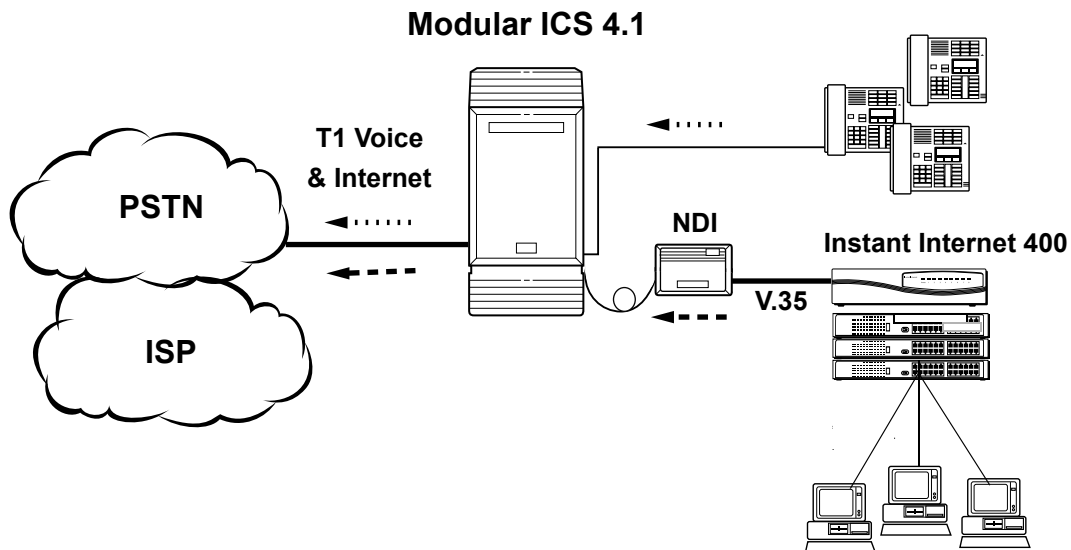 Modular ICS 4.1
T1 Voice
& Internet
PSTN
NDI
Instant Internet 400
V.35
ISP